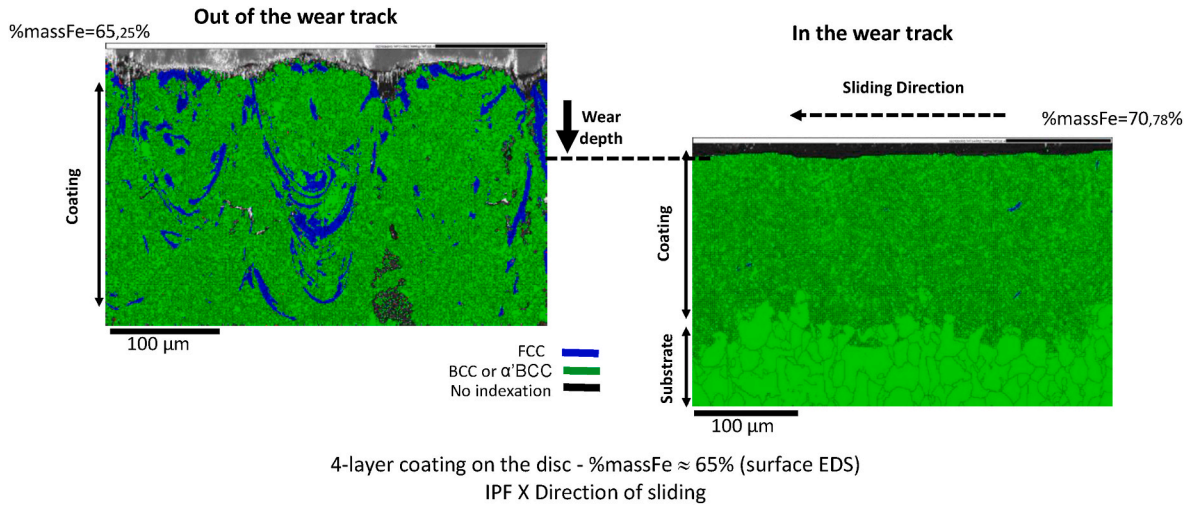 Out of the wear track
%massFe=65,25%
In the wear track
Sliding Direction
%massFe=70,78%
Wear
depth
Coating
Coating
Substrate
100 µm
100 µm
FCC
BCC or α'BCC
No indexation
4-layer coating on the disc - %massFe ≈ 65% (surface EDS)
IPF X Direction of sliding